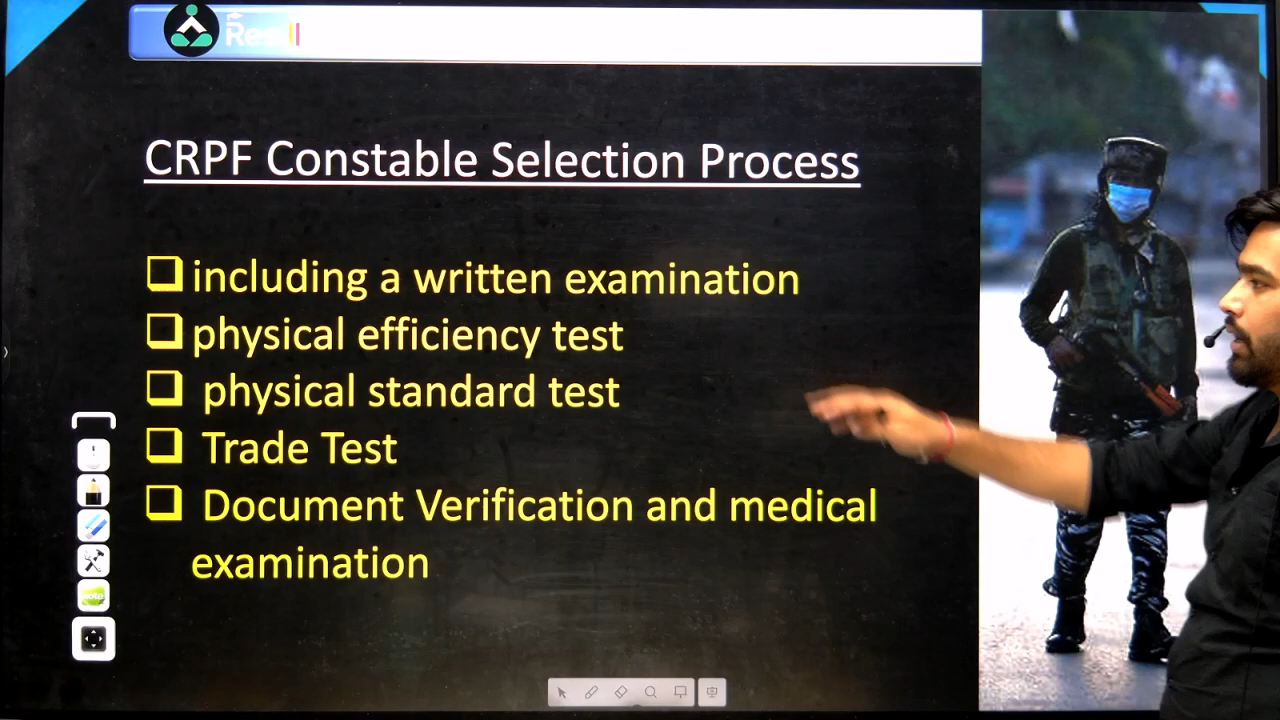 CRPF Constable Selection Process
including a written examination
physical efficiency test
physical standard test
Trade Test
Document Verification and medical
examination